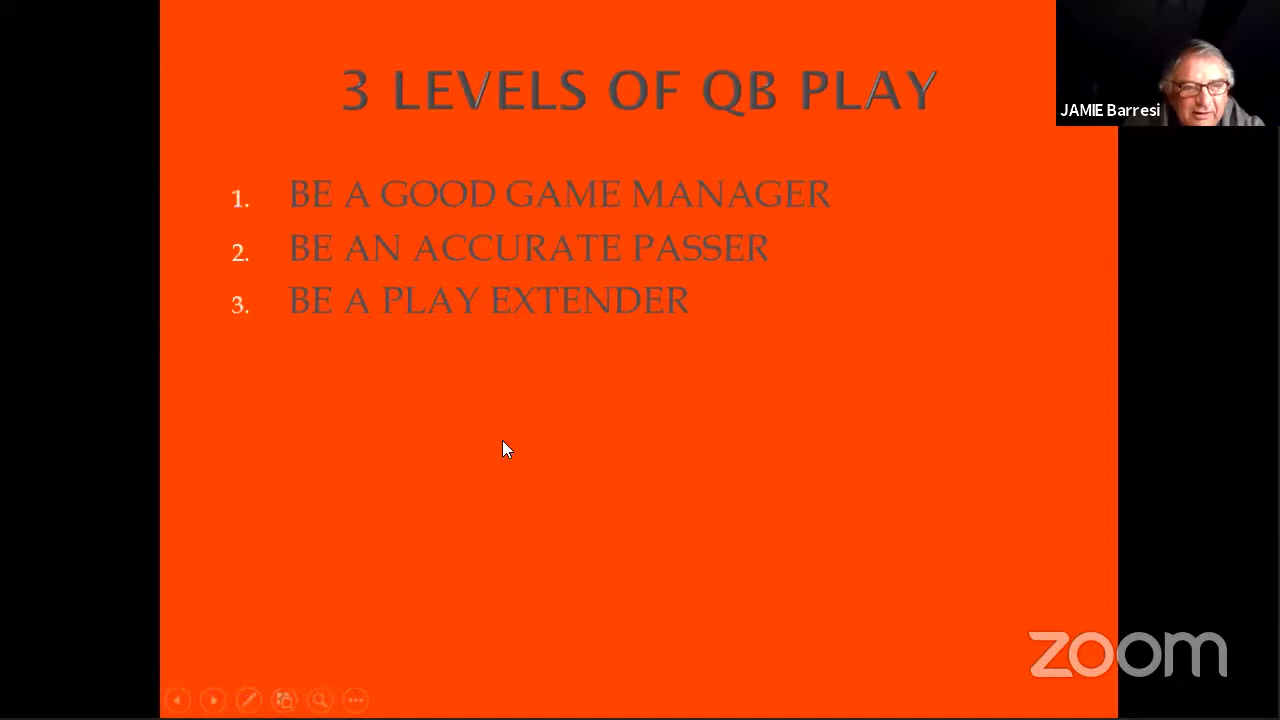 3 LEVELS OF QB PLAY
JAMIE Barresi
1. BE A GOOD GAME MANAGER
2. BE AN ACCURATE PASSER
3. BE A PLAY EXTENDER
zoom